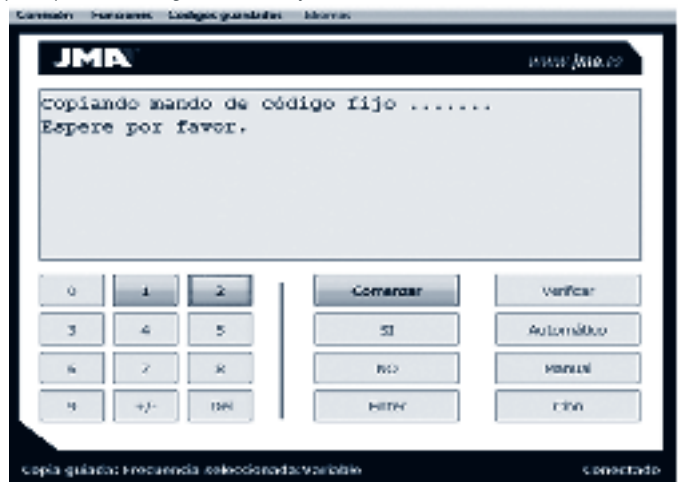 Conexión Funciones Códigos guardados Idiomas
JMA www.jma.es
Copiando mando de código fijo .......
Espere por favor.
0 1 2 Comenzar Verificar
3 4 5 SI Automático
6 7 8 NO Manual
9 +/- Del Enter
Copia guiada: Frecuencia seleccionada: Variable Conectado